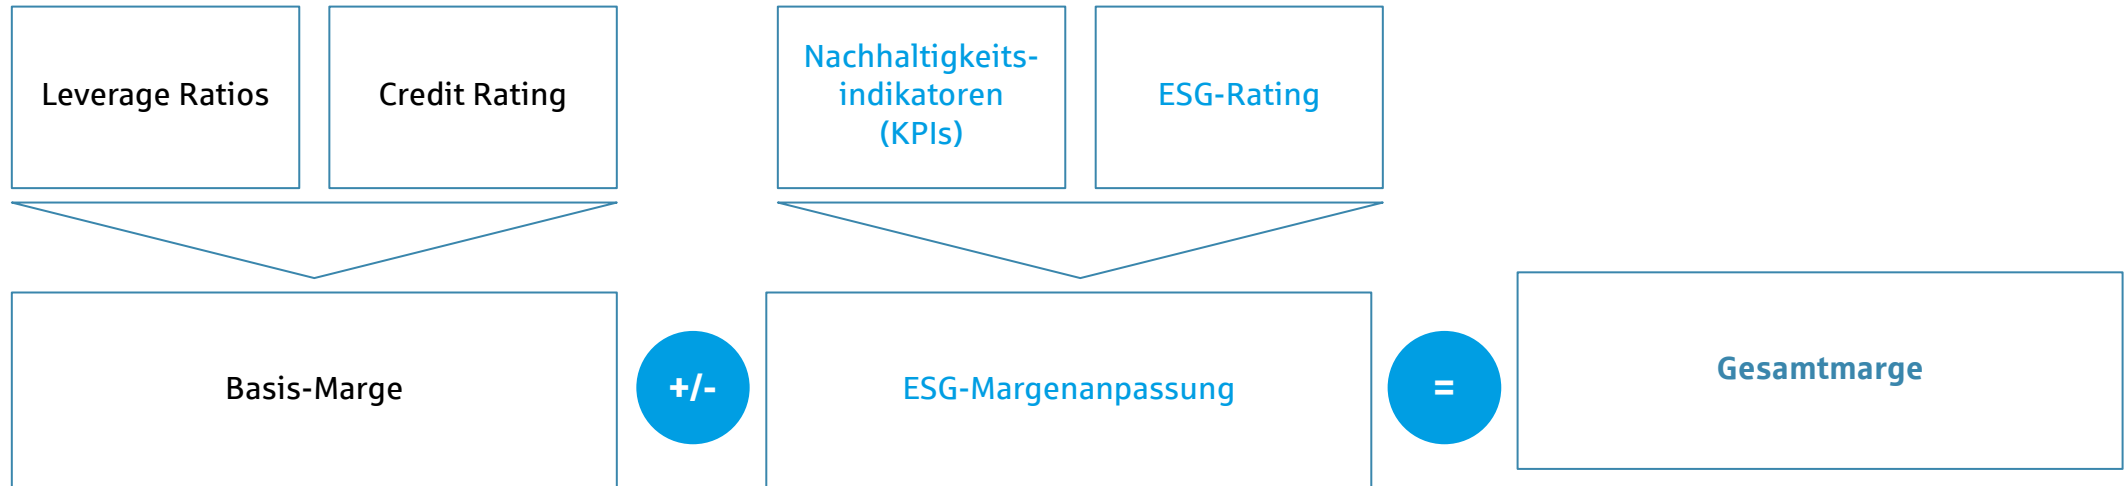 Leverage Ratios
Credit Rating
Nachhaltigkeits-
indikatoren
(KPIs)
ESG-Rating
Basis-Marge
+/-
ESG-Margenanpassung
=
Gesamtmarge